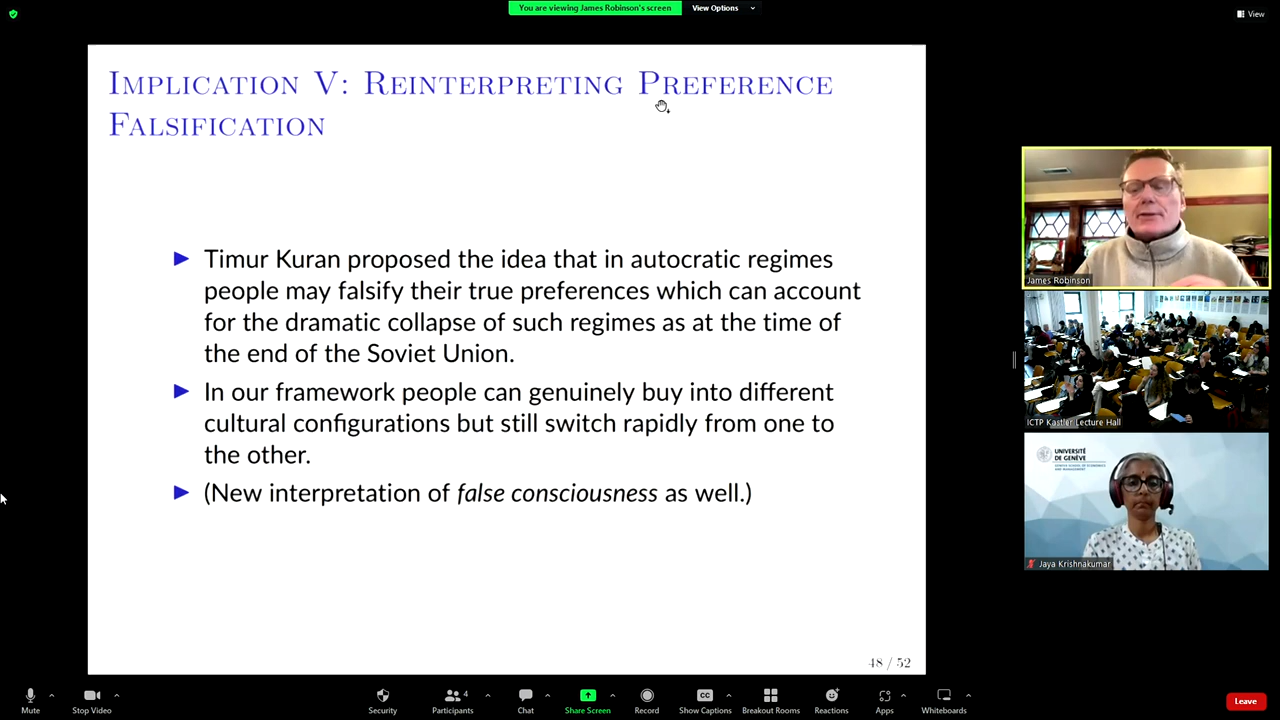 You are viewing James Robinson's screen
View Options
View
IMPLICATION V: REINTERPRETING PREFERENCE
FALSIFICATION
Timur Kuran proposed the idea that in autocratic regimes
people may falsify their true preferences which can account
for the dramatic collapse of such regimes as at the time of
the end of the Soviet Union.
In our framework people can genuinely buy into different
cultural configurations but still switch rapidly from one to
the other.
(New interpretation of false consciousness as well.)
48 / 52
James Robinson
ICTP Kastler Lecture Hall
UNIVERSITÉ
DE GENÈVE
Jaya Krishnakumar
Mute
Stop Video
Security
Participants
4
Chat
Share Screen
Record
CC
Show Captions
Breakout Rooms
Reactions
Apps
Whiteboards
Leave